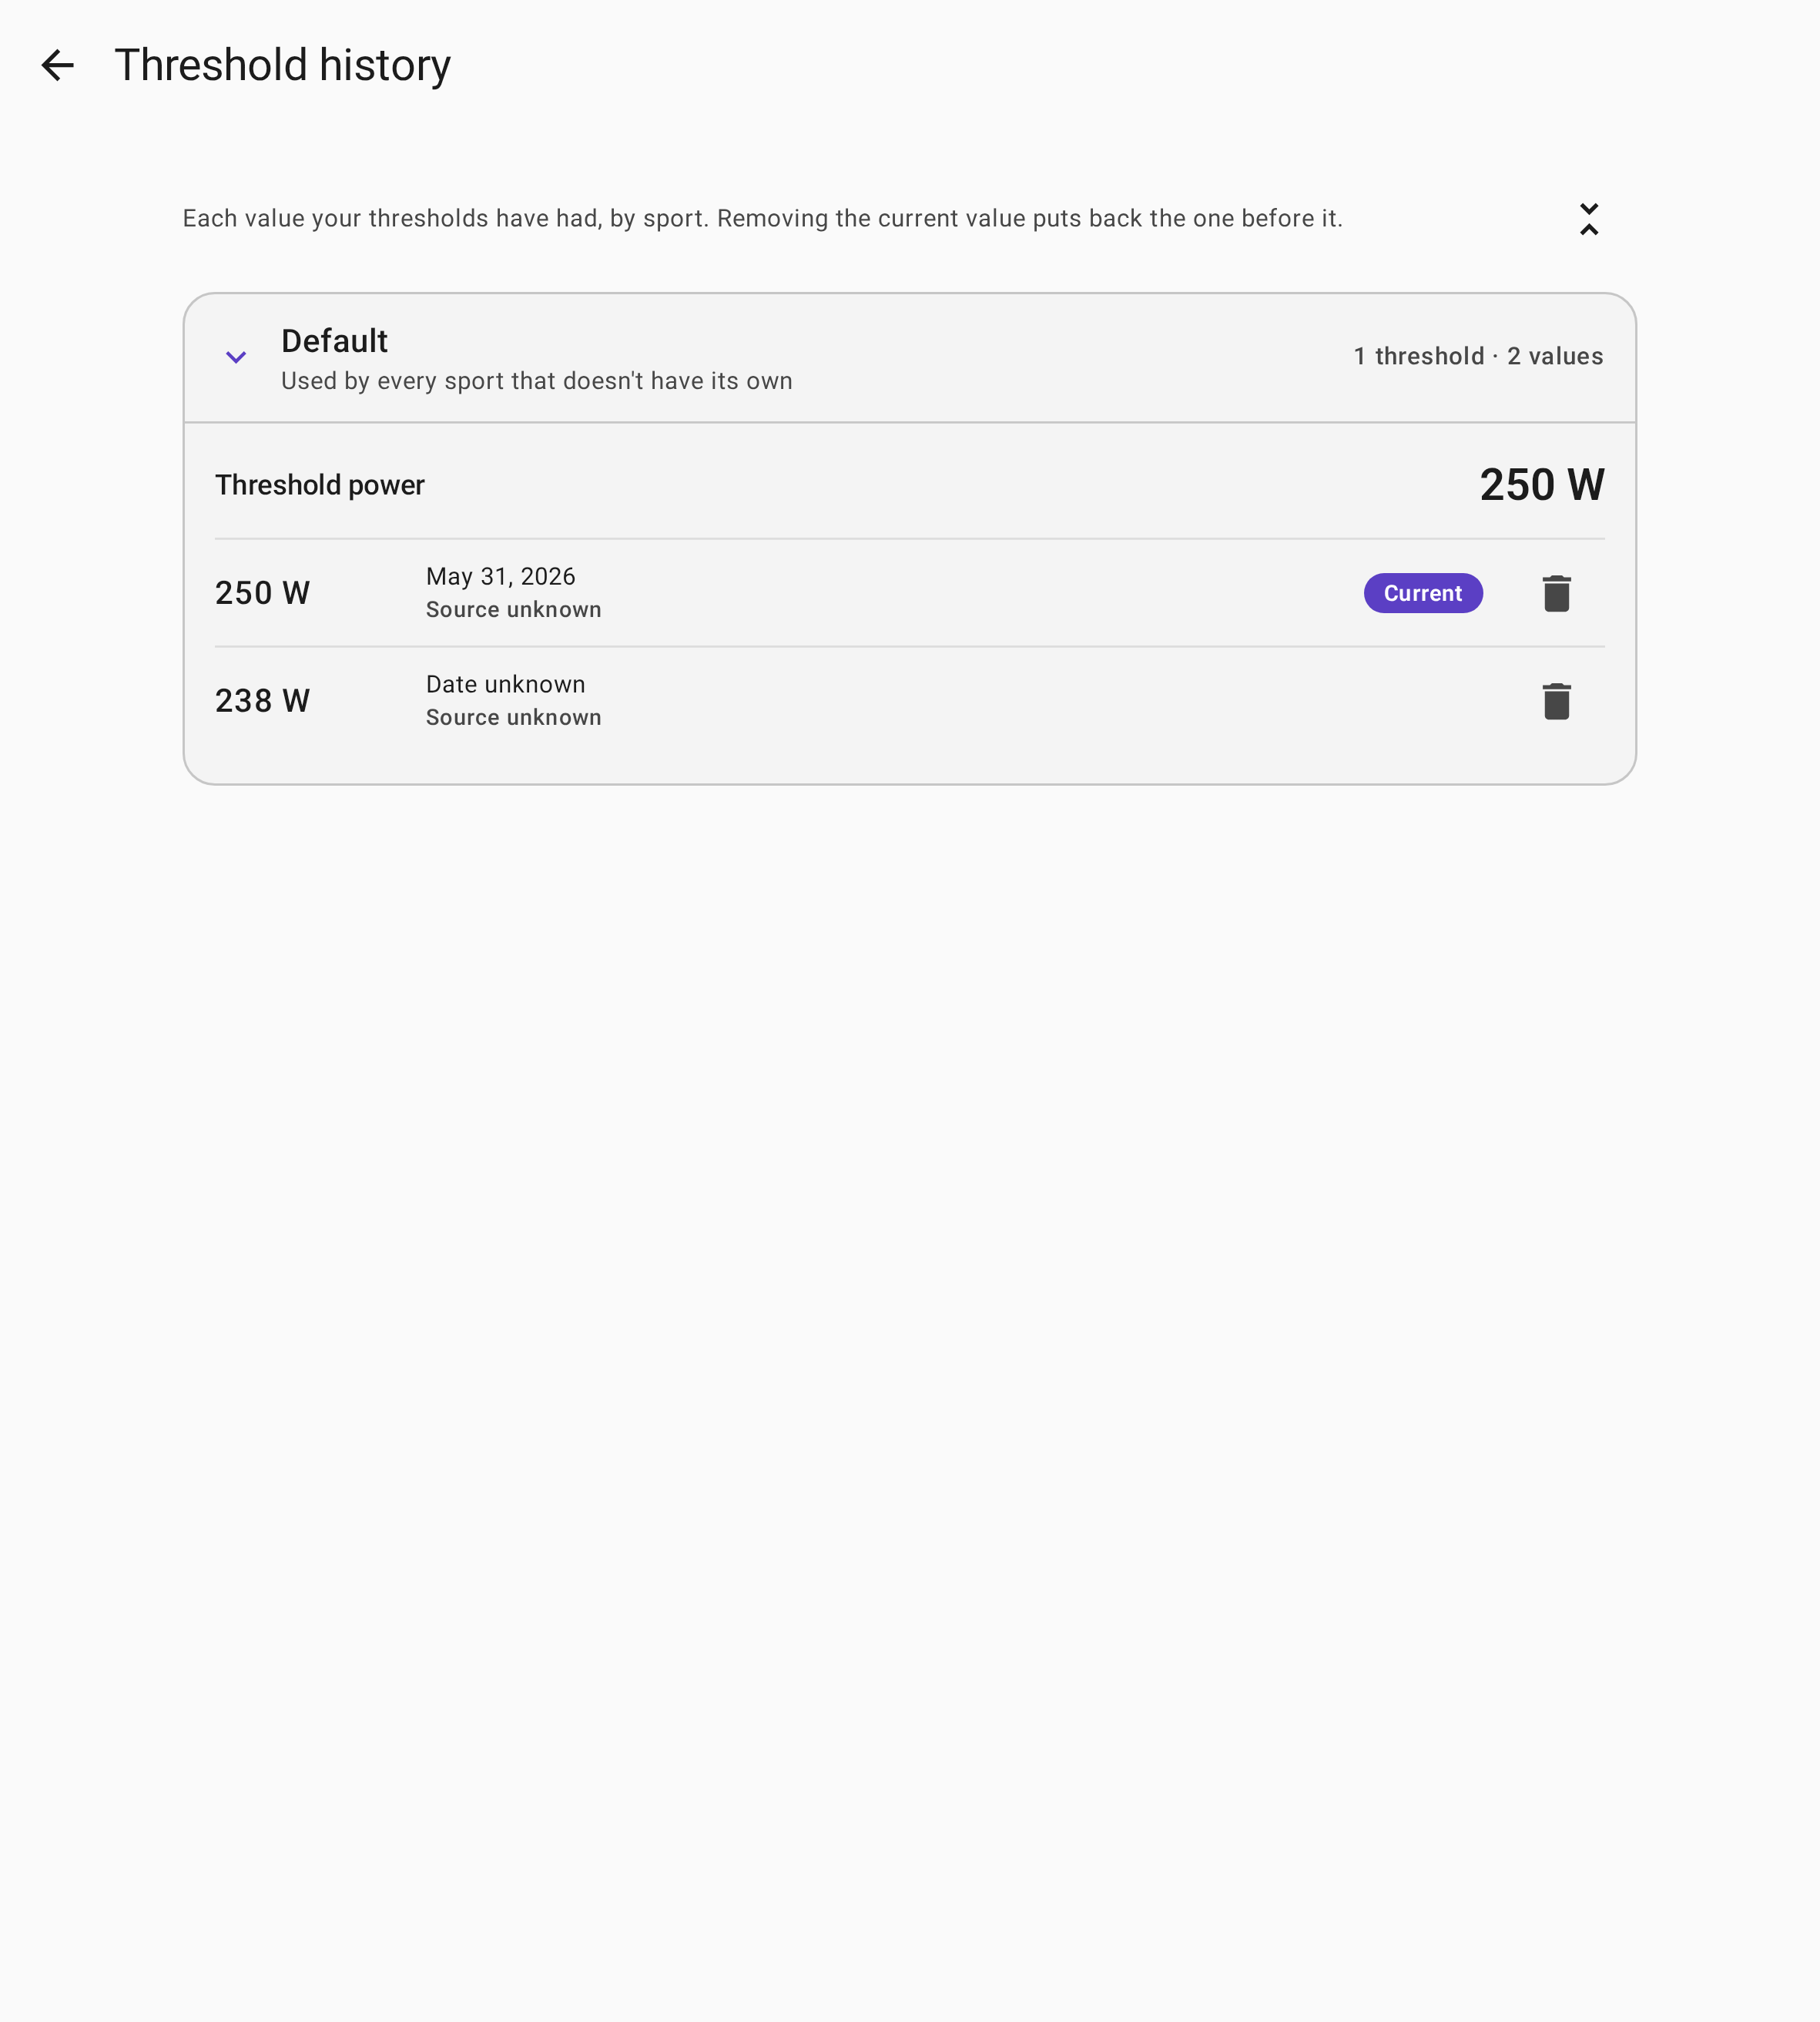 Threshold history
Each value your thresholds have had, by sport. Removing the current value puts back the one before it.
Default
Used by every sport that doesn't have its own
1 threshold · 2 values
Threshold power
250 W
250 W
May 31, 2026
Source unknown
Current
238 W
Date unknown
Source unknown